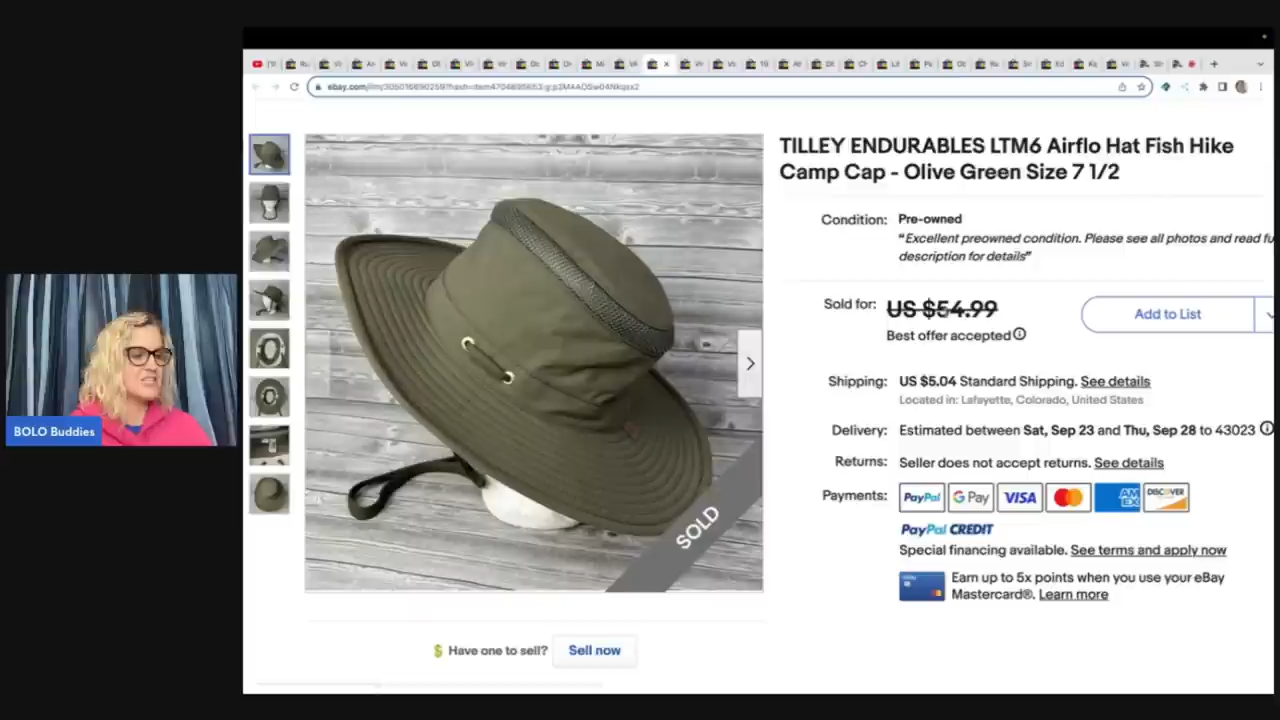 TILLEY ENDURABLES LTM6 Airflo Hat Fish Hike
Camp Cap - Olive Green Size 7 1/2
Condition: Pre-owned
“Excellent preowned condition. Please see all photos and read fu
description for details”
Sold for: US $54.99
Best offer accepted
Add to List
Shipping: US $5.04 Standard Shipping. See details
Located in: Lafayette, Colorado, United States
Delivery: Estimated between Sat, Sep 23 and Thu, Sep 28 to 43023
Returns: Seller does not accept returns. See details
Payments: PayPal G Pay VISA AM EX DISCOVER
PayPal CREDIT
Special financing available. See terms and apply now
Earn up to 5x points when you use your eBay
Mastercard®. Learn more
SOLD
Have one to sell? Sell now
BOLO Buddies